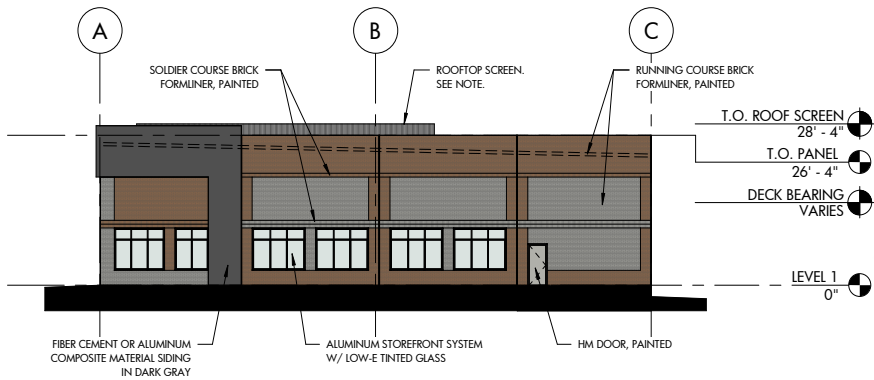 A
B
C
SOLDIER COURSE BRICK
FORMLINER, PAINTED
ROOFTOP SCREEN.
SEE NOTE.
RUNNING COURSE BRICK
FORMLINER, PAINTED
T.O. ROOF SCREEN
28' - 4"
T.O. PANEL
26' - 4"
DECK BEARING
VARIES
LEVEL 1
0"
FIBER CEMENT OR ALUMINUM
COMPOSITE MATERIAL SIDING
IN DARK GRAY
ALUMINUM STOREFRONT SYSTEM
W/ LOW-E TINTED GLASS
HM DOOR, PAINTED